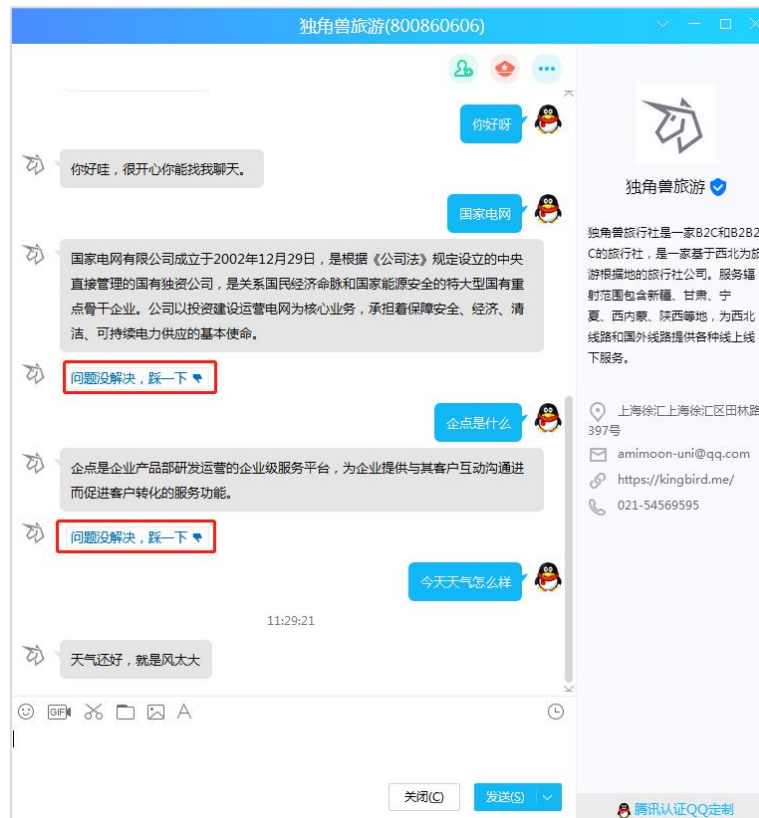 独角兽旅游(800860606)
你好呀
你好哇，很开心你能找我聊天。
国家电网
国家电网有限公司成立于2002年12月29日，是根据《公司法》规定设立的中央
直接管理的国有独资公司，是关系国民经济命脉和国家能源安全的特大型国有重
点骨干企业。公司以投资建设运营电网为核心业务，承担着保障安全、经济、清
洁、可持续电力供应的基本使命。
问题没解决，踩一下
企点是什么
企点是企业产品部研发运营的企业级服务平台，为企业提供与其客户互动沟通进
而促进客户转化的服务功能。
问题没解决，踩一下
今天天气怎么样
11:29:21
天气还好，就是风太大
GIF
关闭(C)
发送(S)
独角兽旅游
独角兽旅行社是一家B2C和B2B2
C的旅行社，是一家基于西北为旅
游根据地的旅行社公司。服务辐
射范围包含新疆、甘肃、宁
夏、西内蒙、陕西等地，为西北
线路和国外线路提供各种线上线
下服务。
上海徐汇上海徐汇区田林路
397号
amimoon-uni@qq.com
https://kingbird.me/
021-54569595
腾讯认证QQ定制